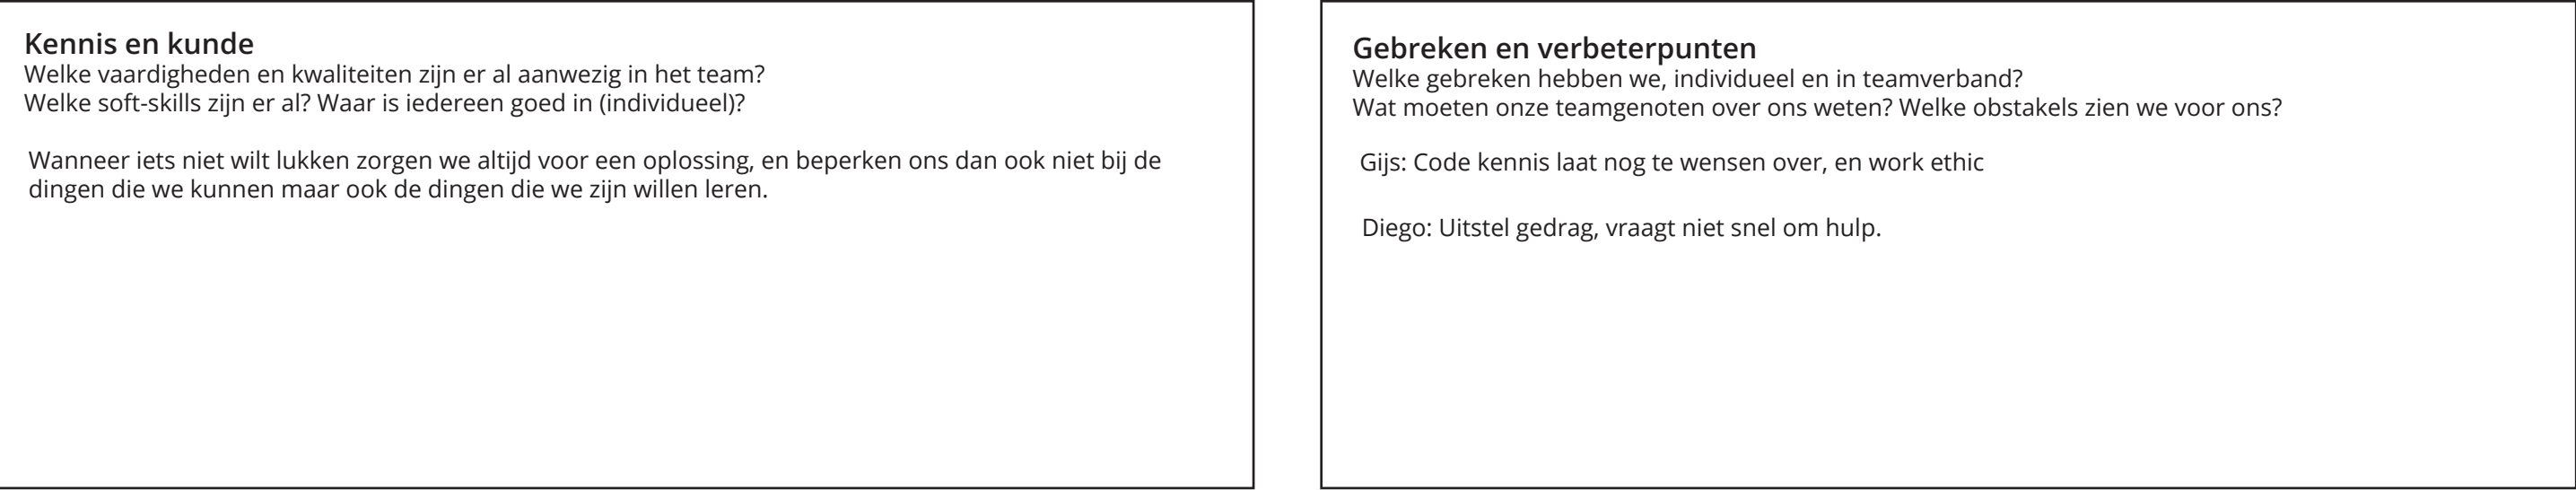 Kennis en kunde
Welke vaardigheden en kwaliteiten zijn er al aanwezig in het team?
Welke soft-skills zijn er al? Waar is iedereen goed in (individueel)?
Wanneer iets niet wilt lukken zorgen we altijd voor een oplossing, en beperken ons dan ook niet bij de
dingen die we kunnen maar ook de dingen die we zijn willen leren.
Gebreken en verbeterpunten
Welke gebreken hebben we, individueel en in teamverband?
Wat moeten onze teamgenoten over ons weten? Welke obstakels zien we voor ons?
Gijs: Code kennis laat nog te wensen over, en work ethic
Diego: Uitstel gedrag, vraagt niet snel om hulp.